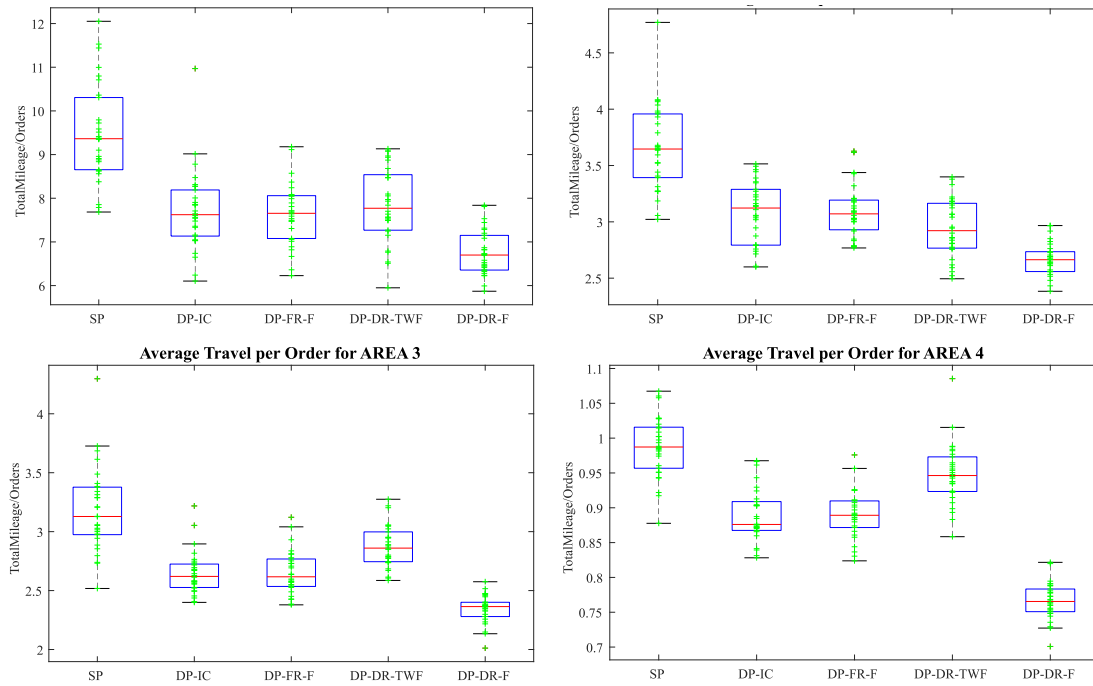 12
11
10
9
8
7
6
TotalMileage/Orders
SP
DP-IC
DP-FR-F
DP-DR-TWF
DP-DR-F
4.5
4
3.5
3
2.5
TotalMileage/Orders
SP
DP-IC
DP-FR-F
DP-DR-TWF
DP-DR-F
Average Travel per Order for AREA 3
4
3.5
3
2.5
2
TotalMileage/Orders
SP
DP-IC
DP-FR-F
DP-DR-TWF
DP-DR-F
Average Travel per Order for AREA 4
1.1
1.05
1
0.95
0.9
0.85
0.8
0.75
0.7
TotalMileage/Orders
SP
DP-IC
DP-FR-F
DP-DR-TWF
DP-DR-F